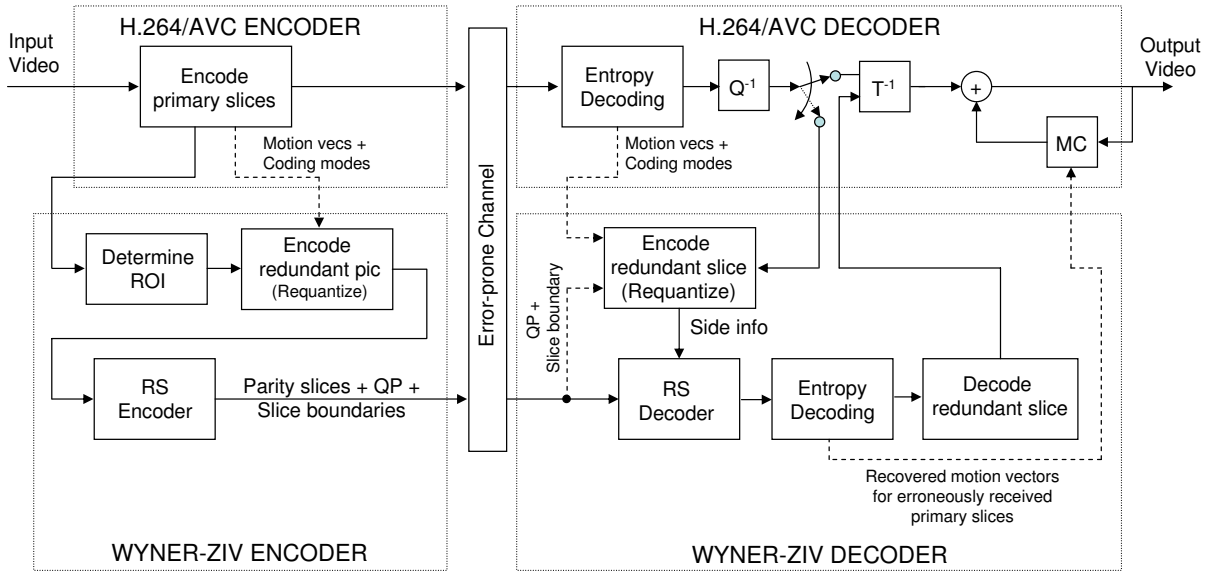 H.264/AVC ENCODER
H.264/AVC DECODER
Input
Video
Output
Video
Encode
primary slices
Entropy
Decoding
Q-1
T-1
+
MC
Motion vecs +
Coding modes
Motion vecs +
Coding modes
Error-prone Channel
Determine
ROI
Encode
redundant pic
(Requantize)
Encode
redundant slice
(Requantize)
QP +
Slice boundary
Side info
RS
Encoder
Parity slices + QP +
Slice boundaries
RS
Decoder
Entropy
Decoding
Decode
redundant slice
Recovered motion vectors
for erroneously received
primary slices
WYNER-ZIV ENCODER
WYNER-ZIV DECODER